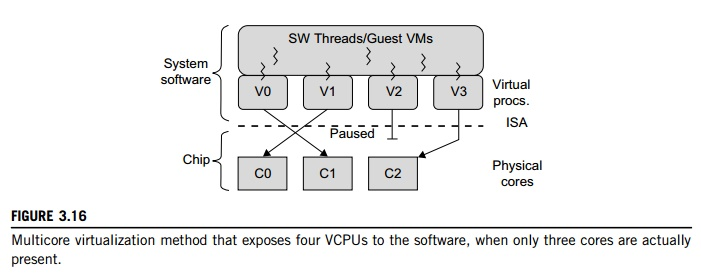 SW Threads/Guest VMs
System
software
V0 V1 V2 V3
Virtual
procs.
ISA
Paused
Chip
C0 C1 C2
Physical
cores
FIGURE 3.16
Multicore virtualization method that exposes four VCPUs to the software, when only three cores are actually
present.